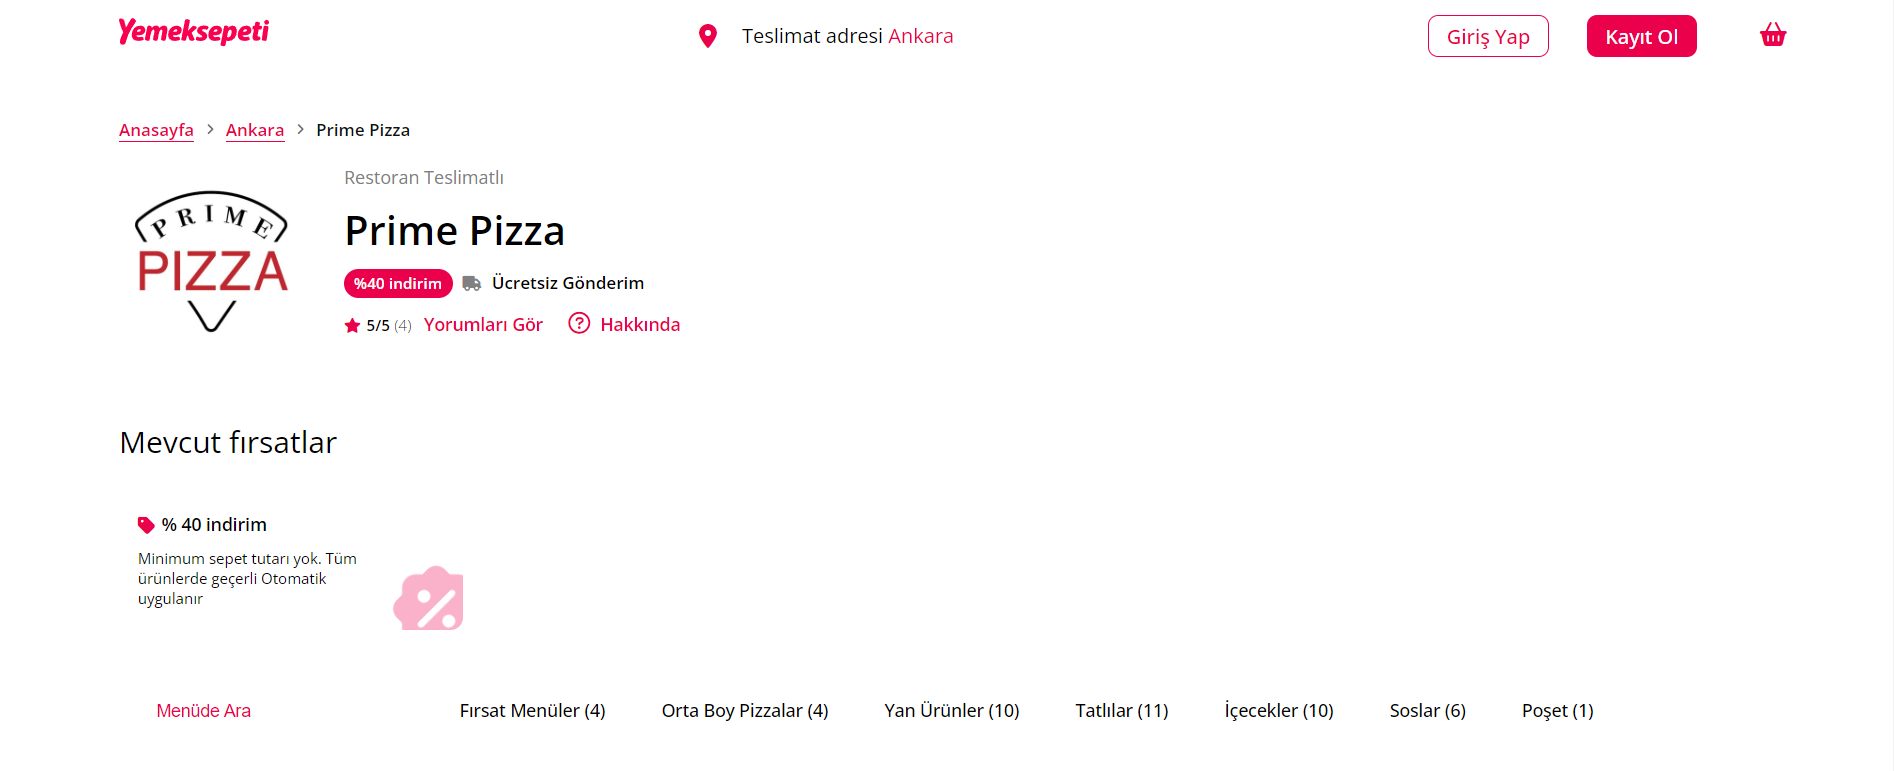 Yemeksepeti
Teslimat adresi Ankara
Giriş Yap
Kayıt Ol
Anasayfa > Ankara > Prime Pizza
PRIME
PIZZA
Restoran Teslimatlı
Prime Pizza
%40 indirim Ücretsiz Gönderim
5/5 (4) Yorumları Gör ? Hakkında
Mevcut fırsatlar
% 40 indirim
Minimum sepet tutarı yok. Tüm
ürünlerde geçerli Otomatik
uygulanır
Menüde Ara
Fırsat Menüler (4)
Orta Boy Pizzalar (4)
Yan Ürünler (10)
Tatlılar (11)
İçecekler (10)
Soslar (6)
Poşet (1)